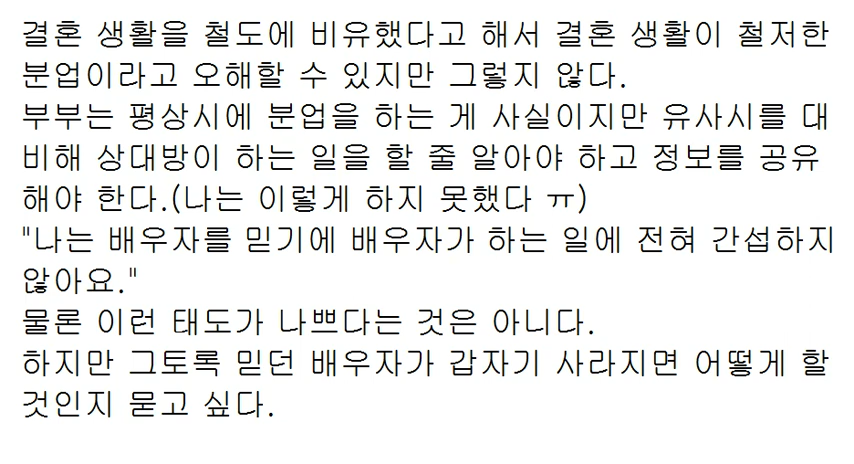 결혼 생활을 철도에 비유했다고 해서 결혼 생활이 철저한
분업이라고 오해할 수 있지만 그렇지 않다.
부부는 평상시에 분업을 하는 게 사실이지만 유사시를 대
비해 상대방이 하는 일을 할 줄 알아야 하고 정보를 공유
해야 한다.(나는 이렇게 하지 못했다 ㅠ)
"나는 배우자를 믿기에 배우자가 하는 일에 전혀 간섭하지
않아요."
물론 이런 태도가 나쁘다는 것은 아니다.
하지만 그토록 믿던 배우자가 갑자기 사라지면 어떻게 할
것인지 묻고 싶다.